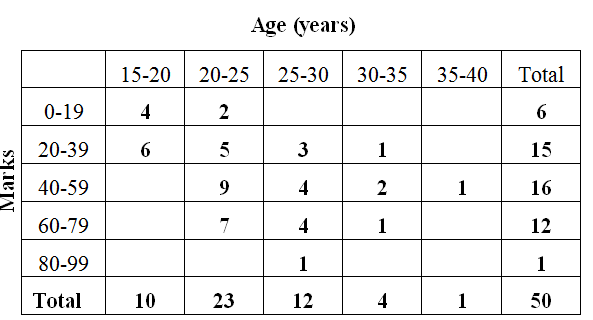 Age (years)
15-20 20-25 25-30 30-35 35-40 Total
0-19 4 2 6
20-39 6 5 3 1 15
Marks
40-59 9 4 2 1 16
60-79 7 4 1 12
80-99 1 1
Total 10 23 12 4 1 50